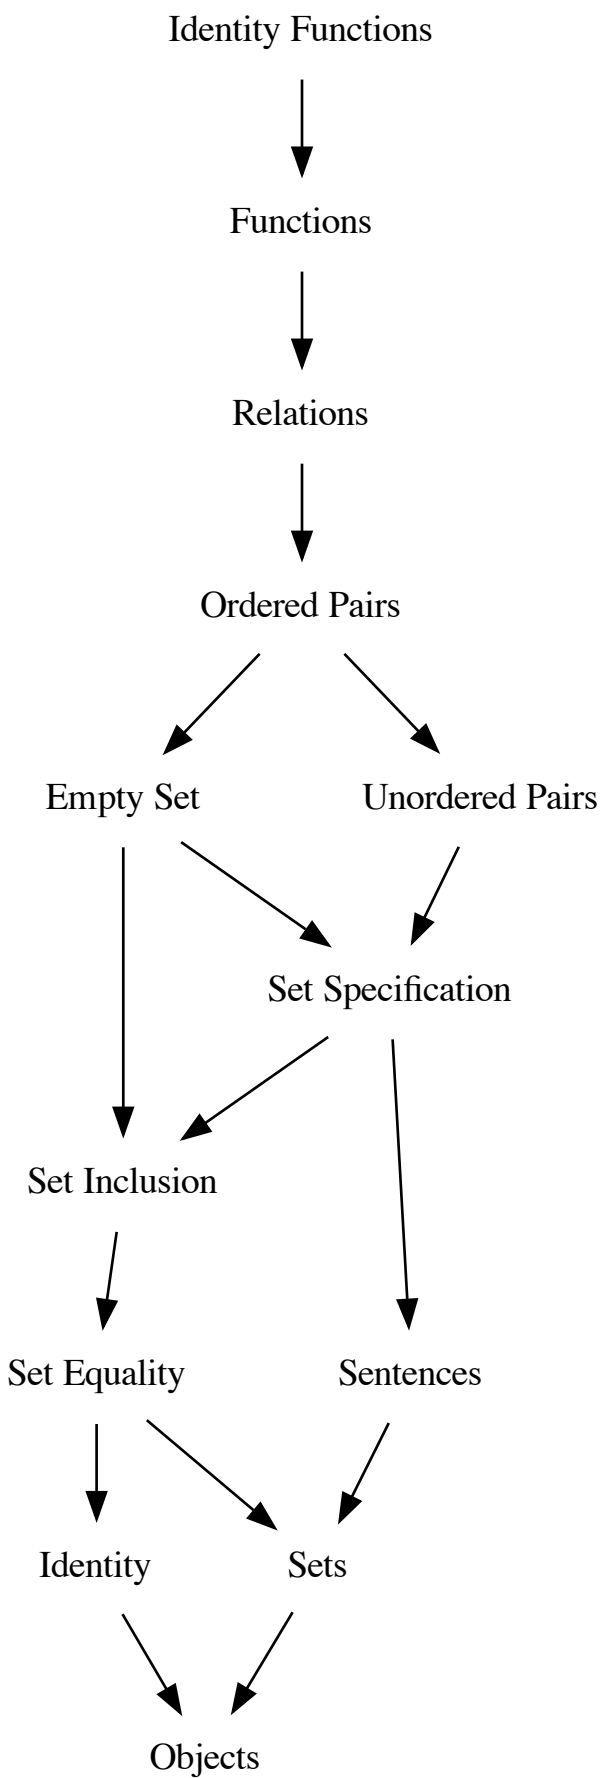 Identity Functions
Functions
Relations
Ordered Pairs
Empty Set
Unordered Pairs
Set Specification
Set Inclusion
Set Equality
Sentences
Identity
Sets
Objects